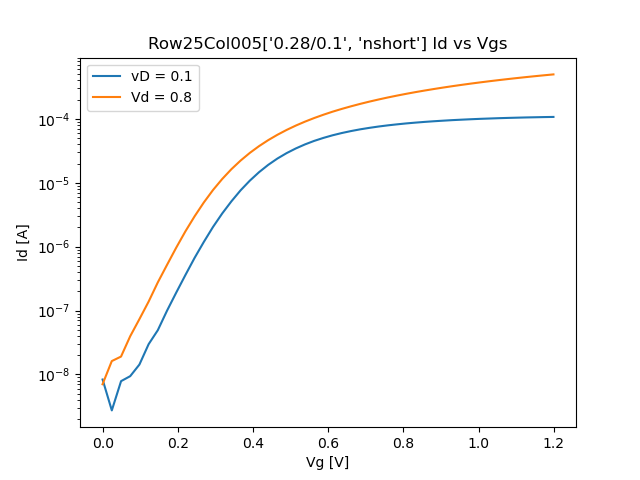 Row25Col005['0.28/0.1', 'nshort'] Id vs Vgs
vD = 0.1
Vd = 0.8
Id [A]
10⁻⁴
10⁻⁵
10⁻⁶
10⁻⁷
10⁻⁸
0.0 0.2 0.4 0.6 0.8 1.0 1.2
Vg [V]